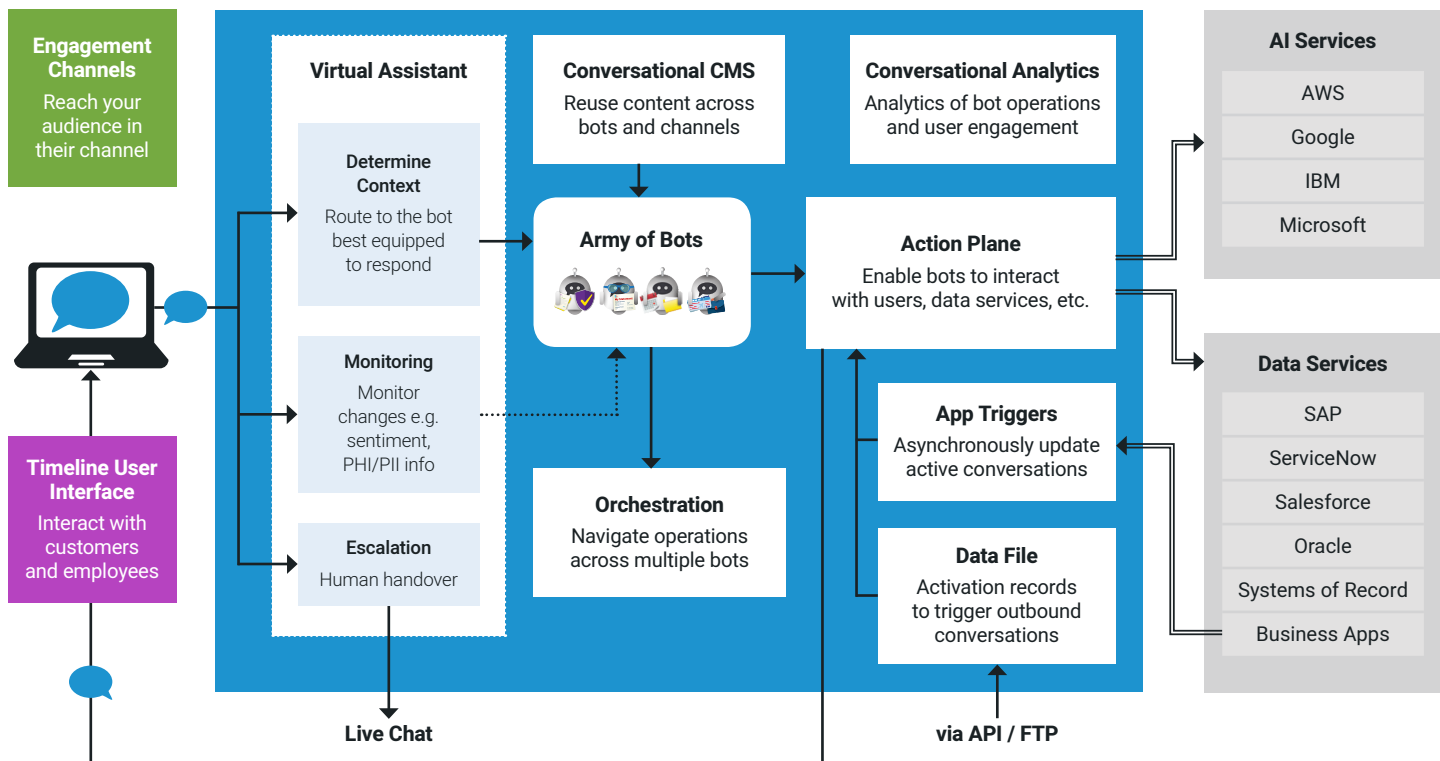 Engagement
Channels
Reach your
audience in
their channel
Timeline User
Interface
Interact with
customers
and employees
Virtual Assistant
Determine
Context
Route to the bot
best equipped
to respond
Monitoring
Monitor
changes e.g.
sentiment,
PHI/PII info
Escalation
Human handover
Live Chat
Conversational CMS
Reuse content across
bots and channels
Army of Bots
Orchestration
Navigate operations
across multiple bots
Conversational Analytics
Analytics of bot operations
and user engagement
Action Plane
Enable bots to interact
with users, data services, etc.
App Triggers
Asynchronously update
active conversations
Data File
Activation records
to trigger outbound
conversations
via API / FTP
AI Services
AWS
Google
IBM
Microsoft
Data Services
SAP
ServiceNow
Salesforce
Oracle
Systems of Record
Business Apps